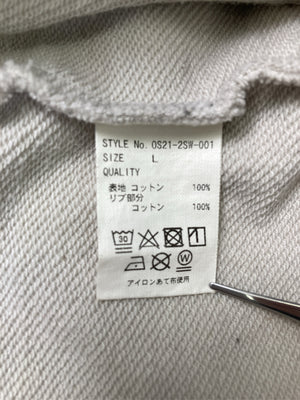 STYLE No. OS21-2SW-001
SIZE L
QUALITY
表地 コットン 100%
リブ部分
コットン 100%
30
W
アイロンあて布使用